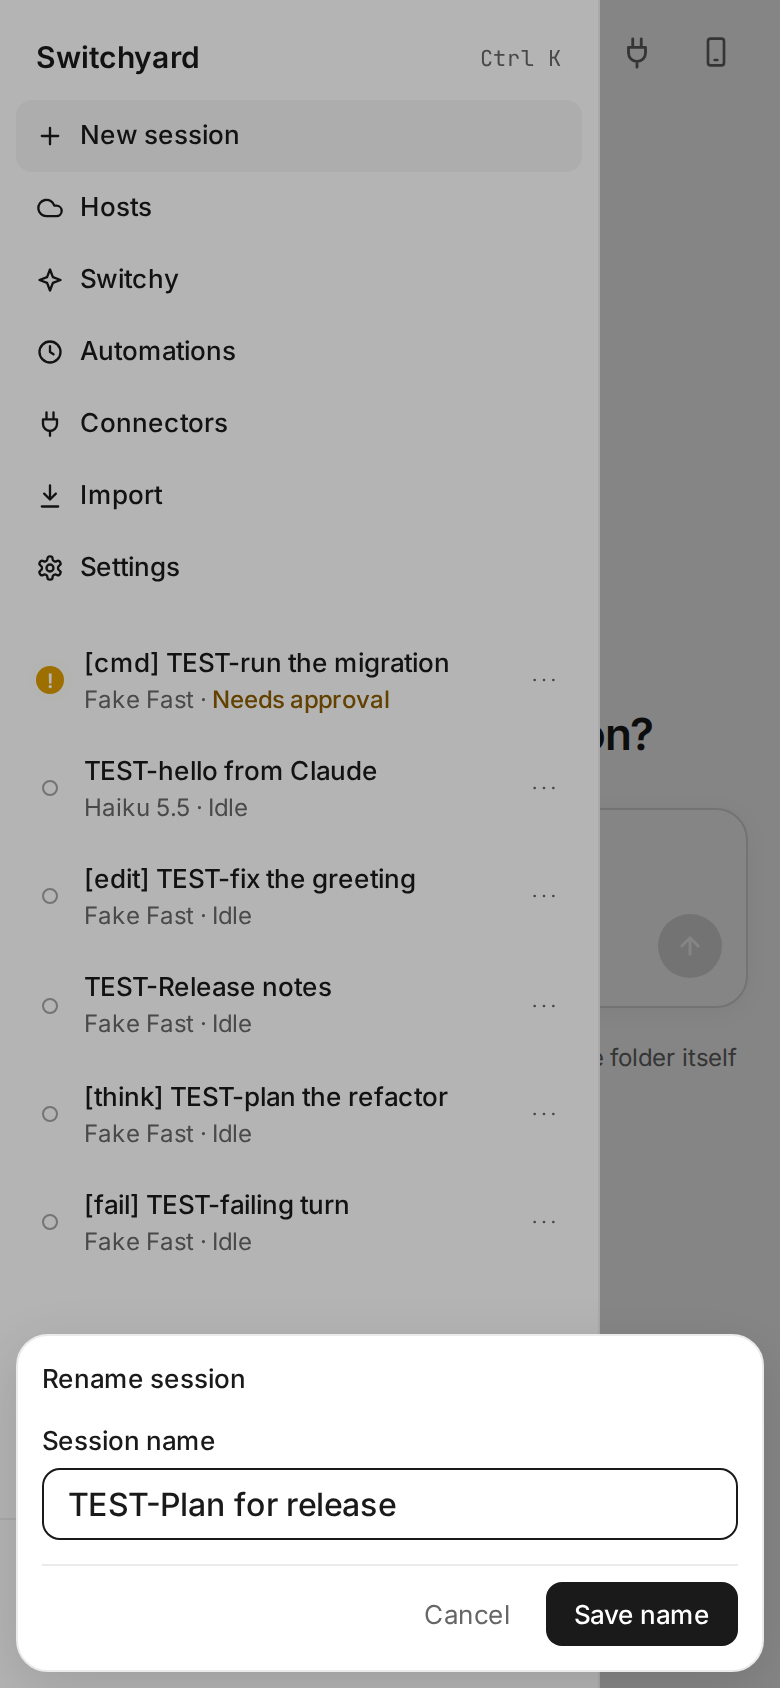 Switchyard
Ctrl K
New session
Hosts
Switchy
Automations
Connectors
Import
Settings
[cmd] TEST-run the migration
Fake Fast · Needs approval
TEST-hello from Claude
Haiku 5.5 · Idle
[edit] TEST-fix the greeting
Fake Fast · Idle
TEST-Release notes
Fake Fast · Idle
[think] TEST-plan the refactor
Fake Fast · Idle
[fail] TEST-failing turn
Fake Fast · Idle
on?
folder itself
Rename session
Session name
TEST-Plan for release
Cancel
Save name